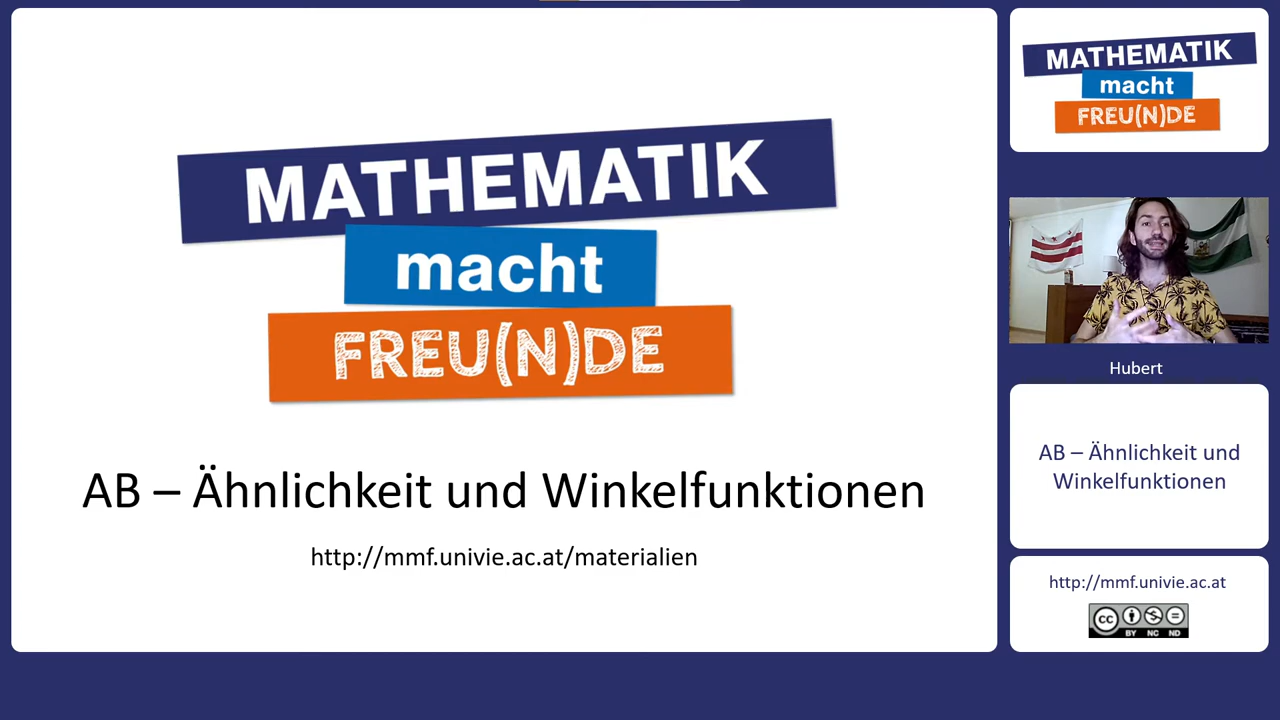 MATHEMATIK
macht
FREU(N)DE
AB – Ähnlichkeit und Winkelfunktionen
http://mmf.univie.ac.at/materialien
MATHEMATIK
macht
FREU(N)DE
Hubert
AB – Ähnlichkeit und
Winkelfunktionen
http://mmf.univie.ac.at
cc
BY NC ND